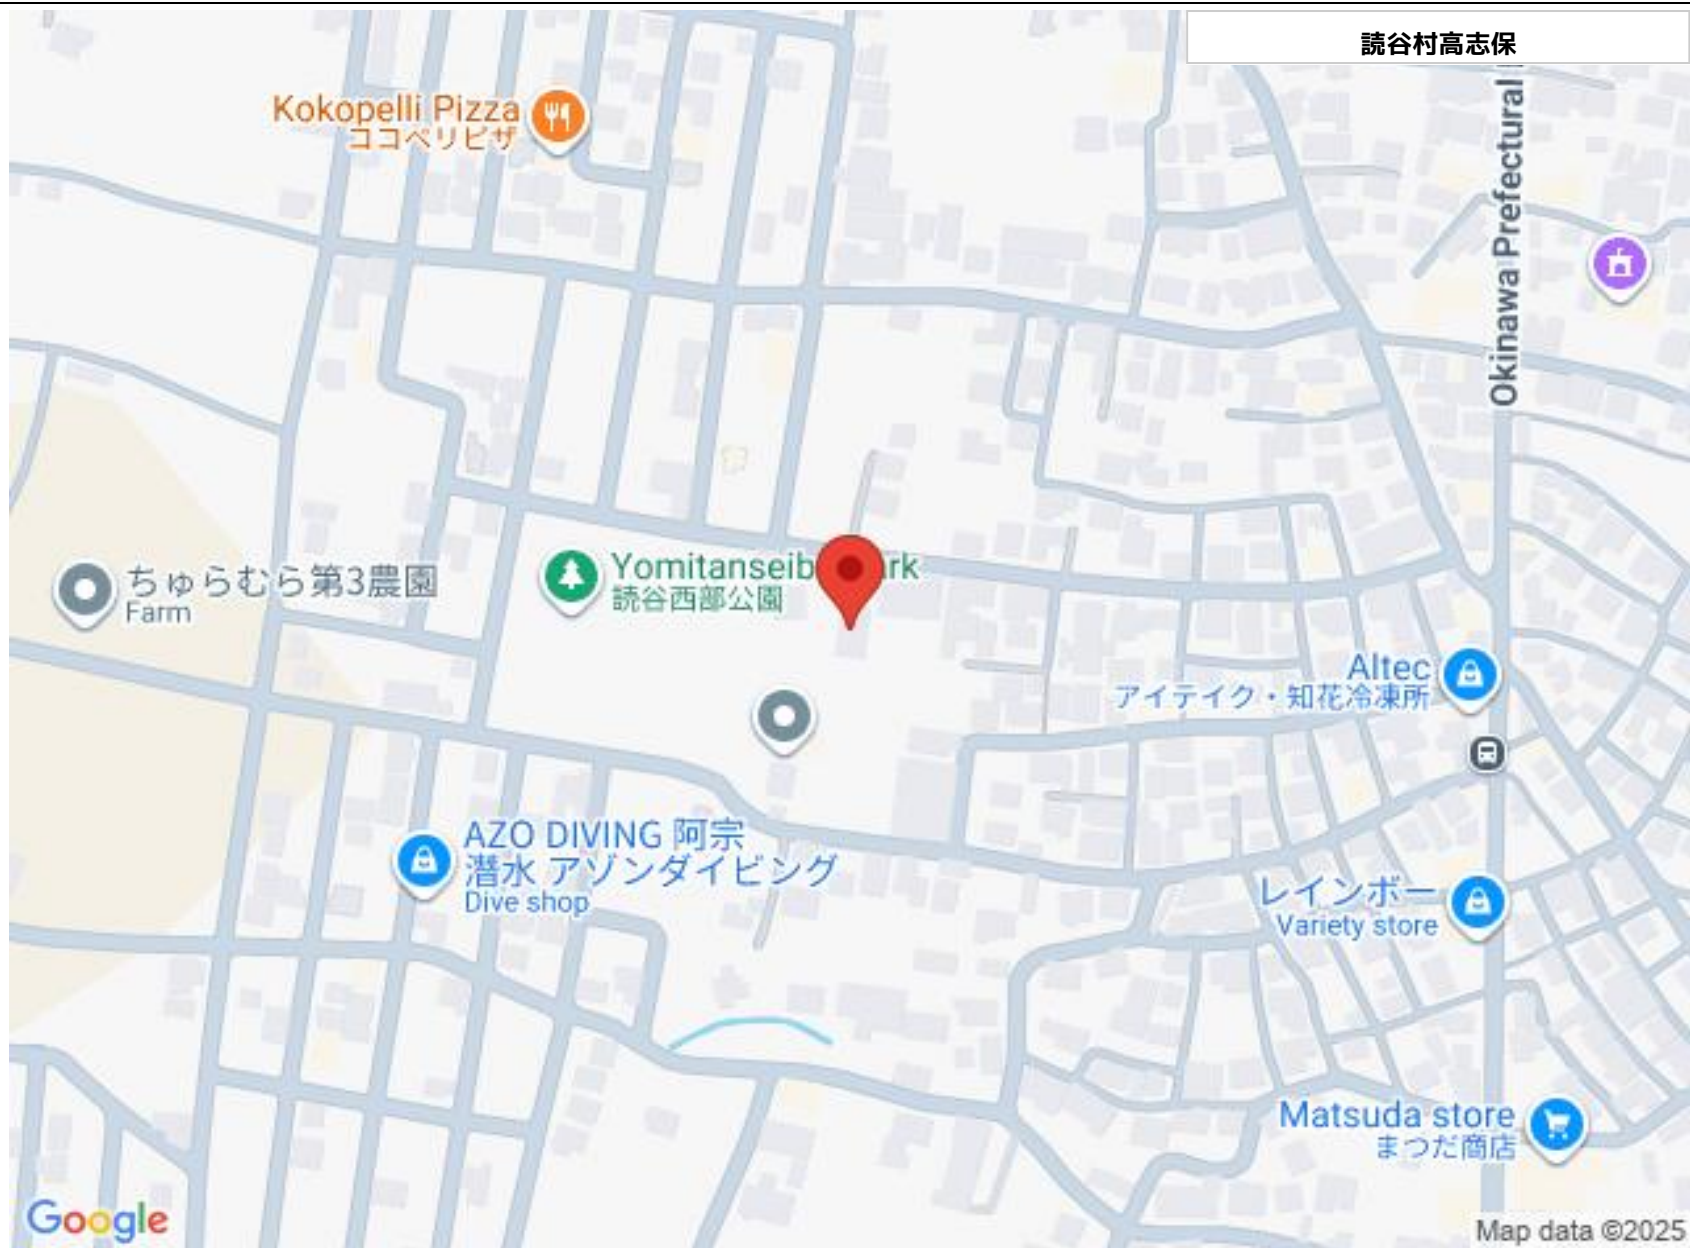 読谷村高志保
Kokopelli Pizza
ココペリピザ
Okinawa Prefectural
ちゅらむら第3農園
Farm
Yomitanseib
rk
読谷西部公園
Altec
アイテイク・知花冷凍所
AZO DIVING 阿宗
潜水 アゾンダイビング
Dive shop
レインボー
Variety store
Matsuda store
まつだ商店
Google
Map data ©2025